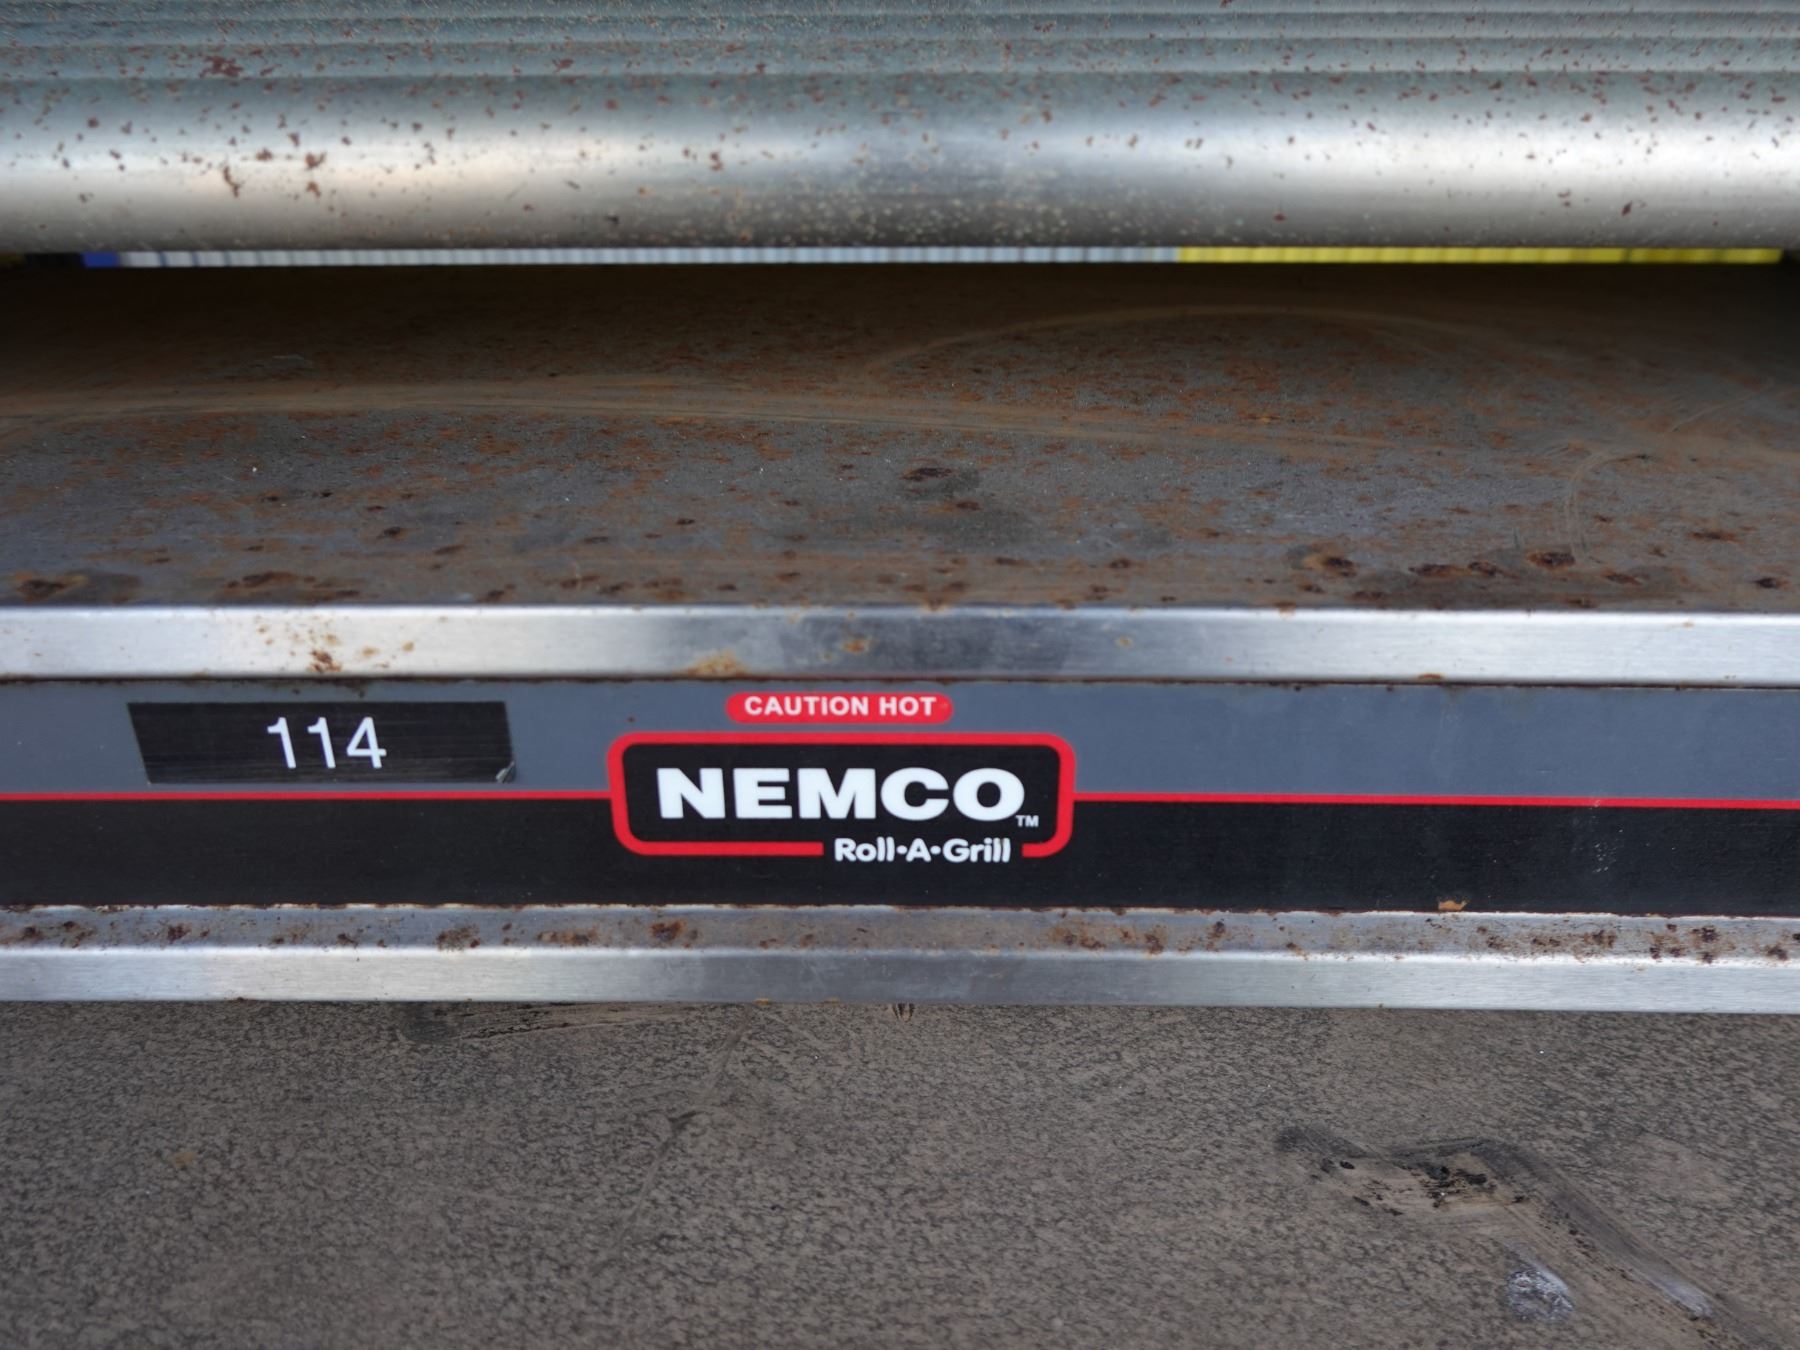 CAUTION HOT
114
NEMCO™
Roll•A•Grill